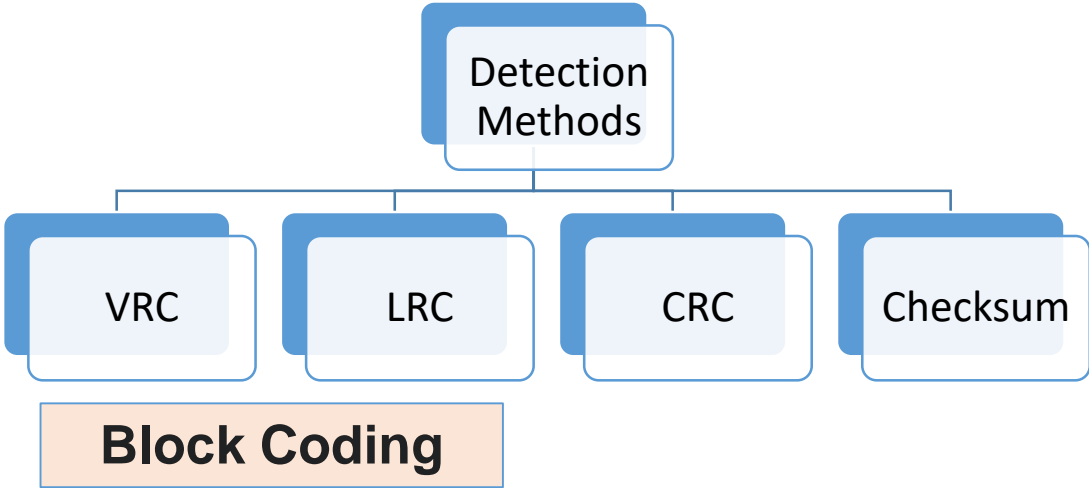 Detection
Methods
VRC
LRC
CRC
Checksum
Block Coding